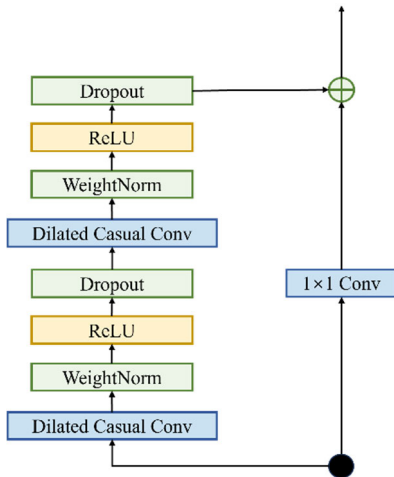 Dropout
ReLU
WeightNorm
Dilated Casual Conv
Dropout
1×1 Conv
ReLU
WeightNorm
Dilated Casual Conv